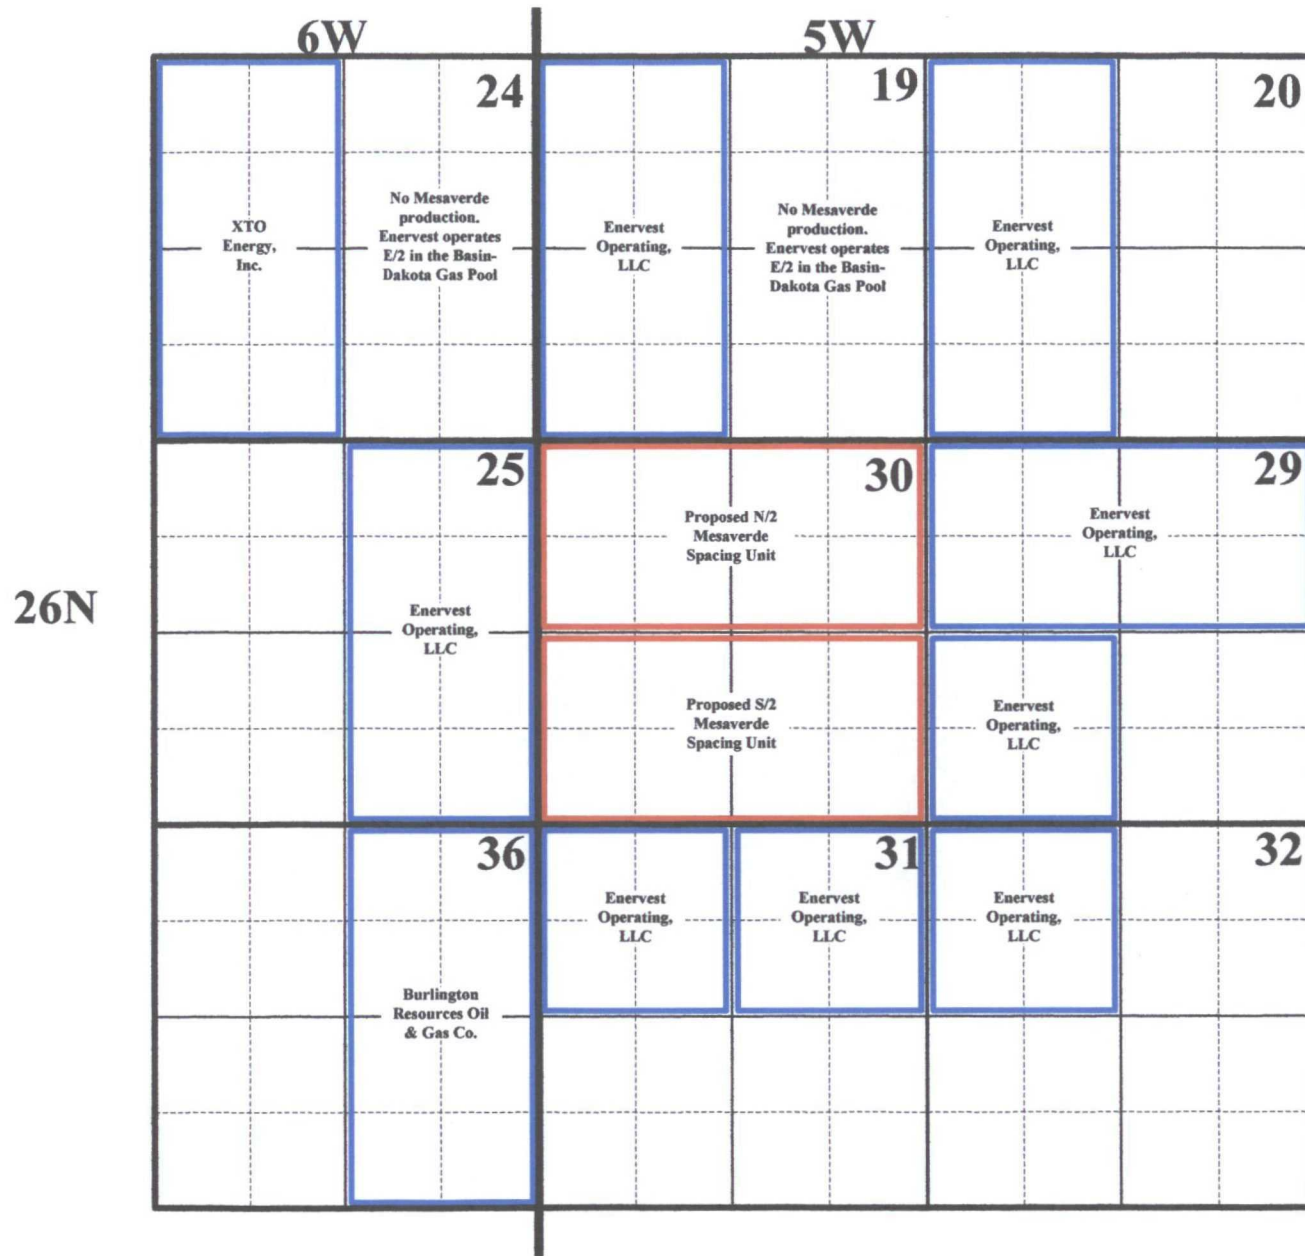 6W
5W
24
19
20
XTO
Energy,
Inc.
No Mesaverde
production.
Enervest operates
E/2 in the Basin-
Dakota Gas Pool
Enervest
Operating,
LLC
No Mesaverde
production.
Enervest operates
E/2 in the Basin-
Dakota Gas Pool
Enervest
Operating,
LLC
26N
25
30
29
Enervest
Operating,
LLC
Proposed N/2
Mesaverde
Spacing Unit
Enervest
Operating,
LLC
Proposed S/2
Mesaverde
Spacing Unit
Enervest
Operating,
LLC
36
31
32
Burlington
Resources Oil
& Gas Co.
Enervest
Operating,
LLC
Enervest
Operating,
LLC
Enervest
Operating,
LLC